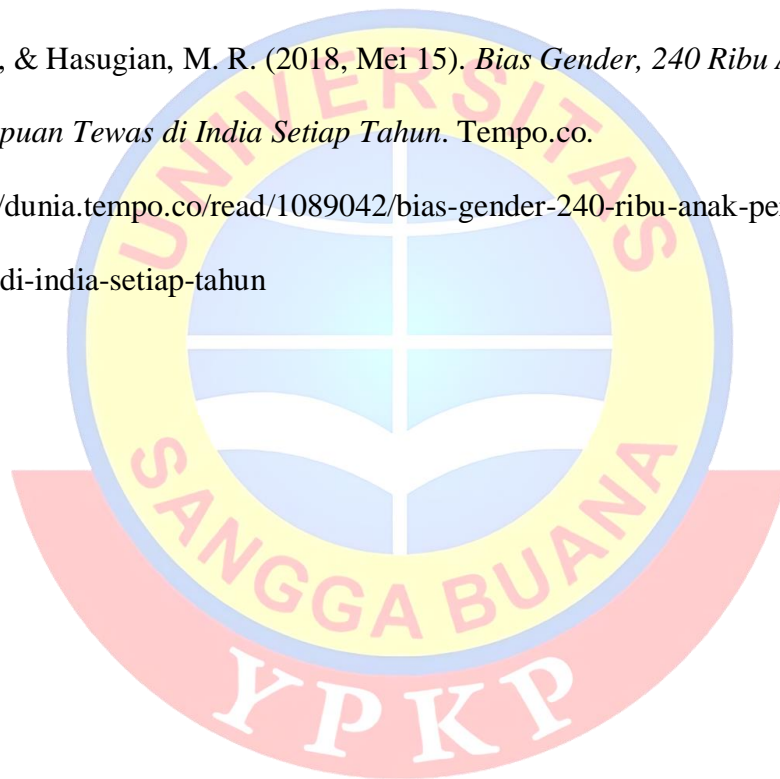 , & Hasugian, M. R. (2018, Mei 15). Bias Gender, 240 Ribu
puan Tewas di India Setiap Tahun. Tempo.co.
/dunia.tempo.co/read/1089042/bias-gender-240-ribu-anak-pe
di-india-setiap-tahun
UNIVERSITAS
SANGGA BUANA
YPKP